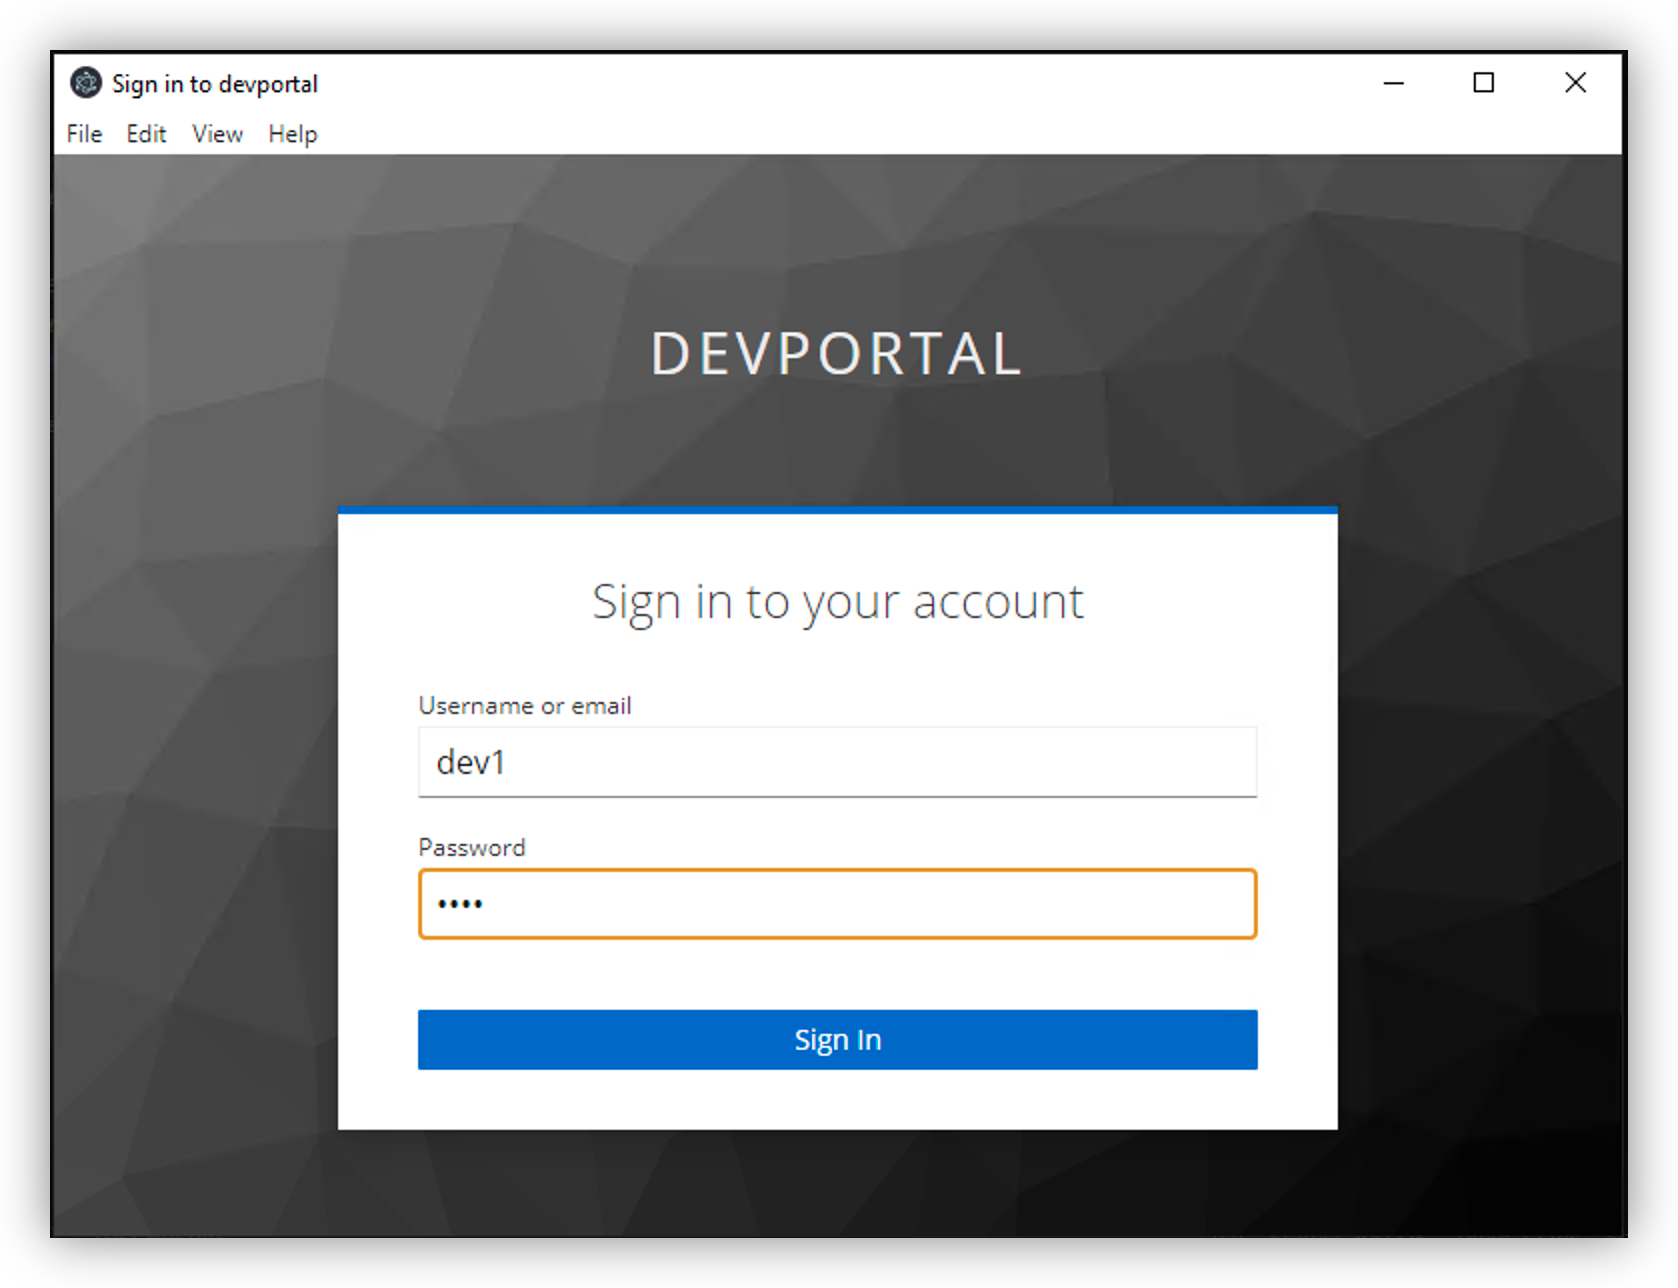 Sign in to devportal
File Edit View Help
DEVPORTAL
Sign in to your account
Username or email
dev1
Password
••••
Sign In